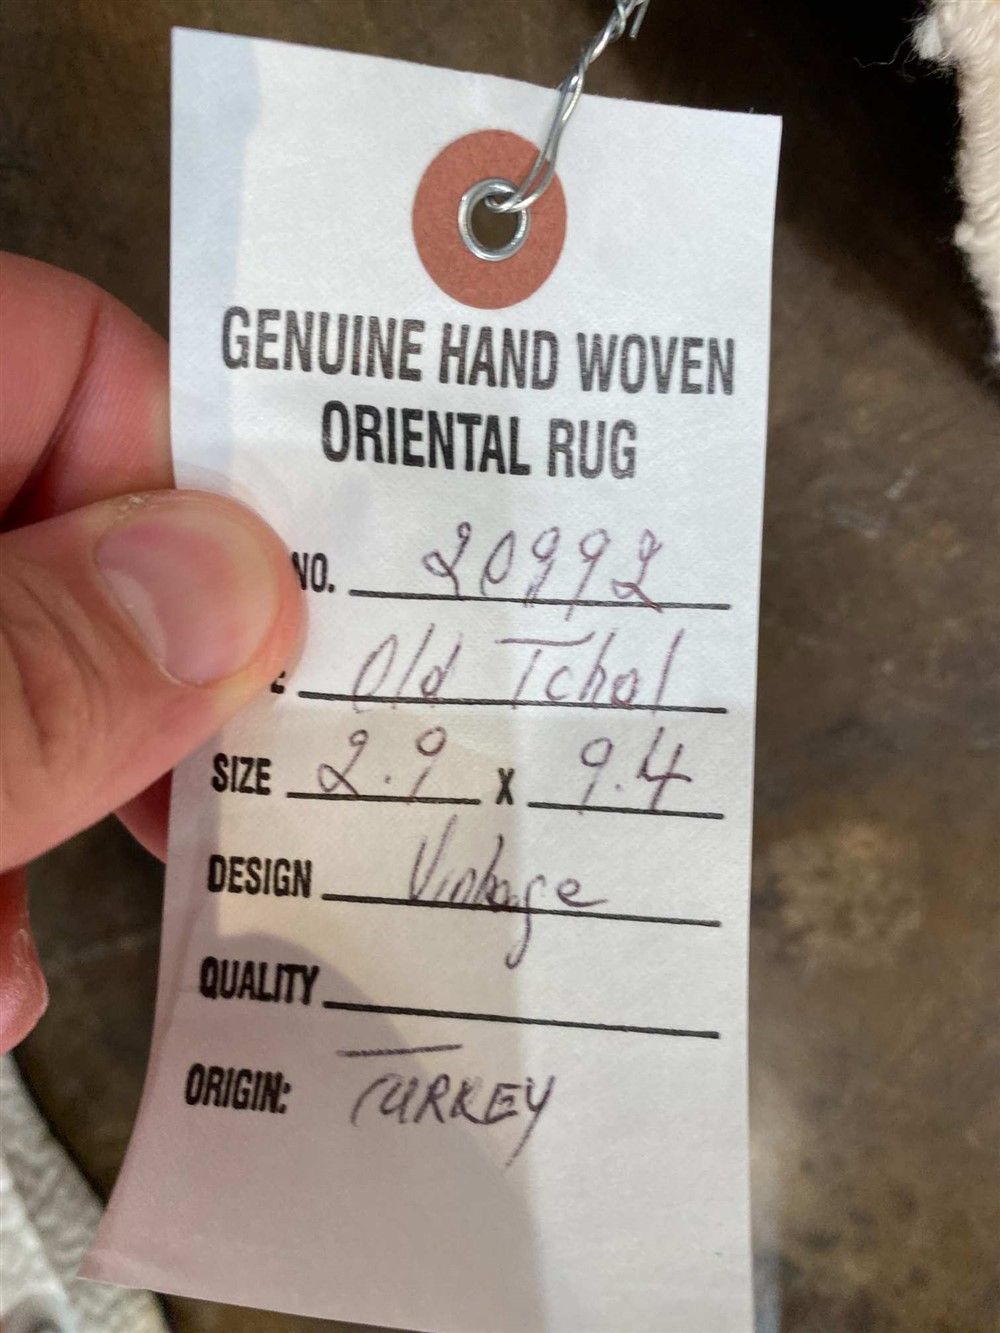 GENUINE HAND WOVEN
ORIENTAL RUG
NO. 20992
Old Tchal
SIZE 2.9 x 9.4
DESIGN Vintage
QUALITY
ORIGIN: TURKEY